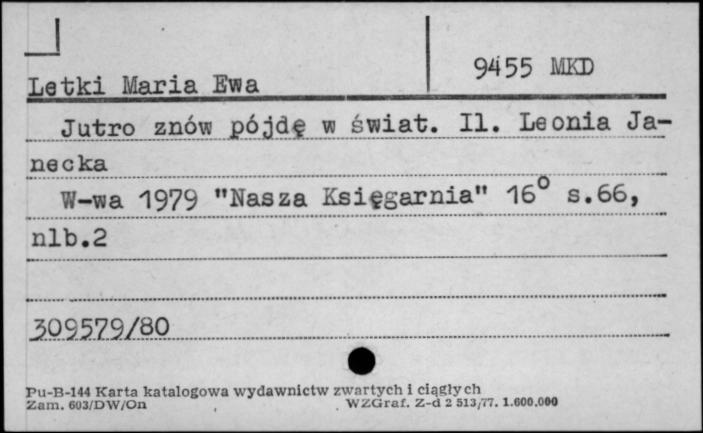 9455 MKD
Letki Maria Ewa
Jutro znów pójdę w świat. Il. Leonia Ja-
necka
W-wa 1979 "Nasza Księgarnia" 16° s.66,
nlb.2
309579/80
Pu-B-144 Karta katalogowa wydawnictw zwartych i ciągłych
Zam. 603/DW/On WZGraf. Z-d 2 513/77. 1.600.000